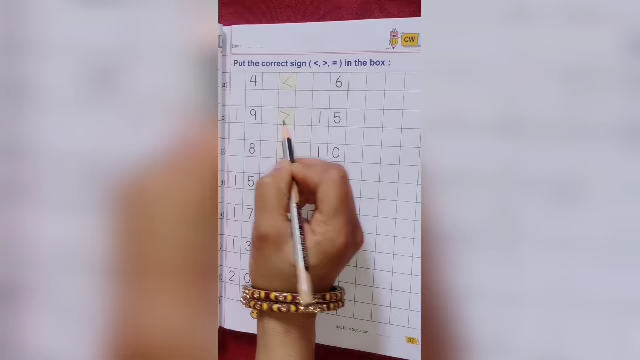 CW
Put the correct sign ( <, >, = ) in the box :
4 < 6
9 > 15
8 10
15
17
13
20